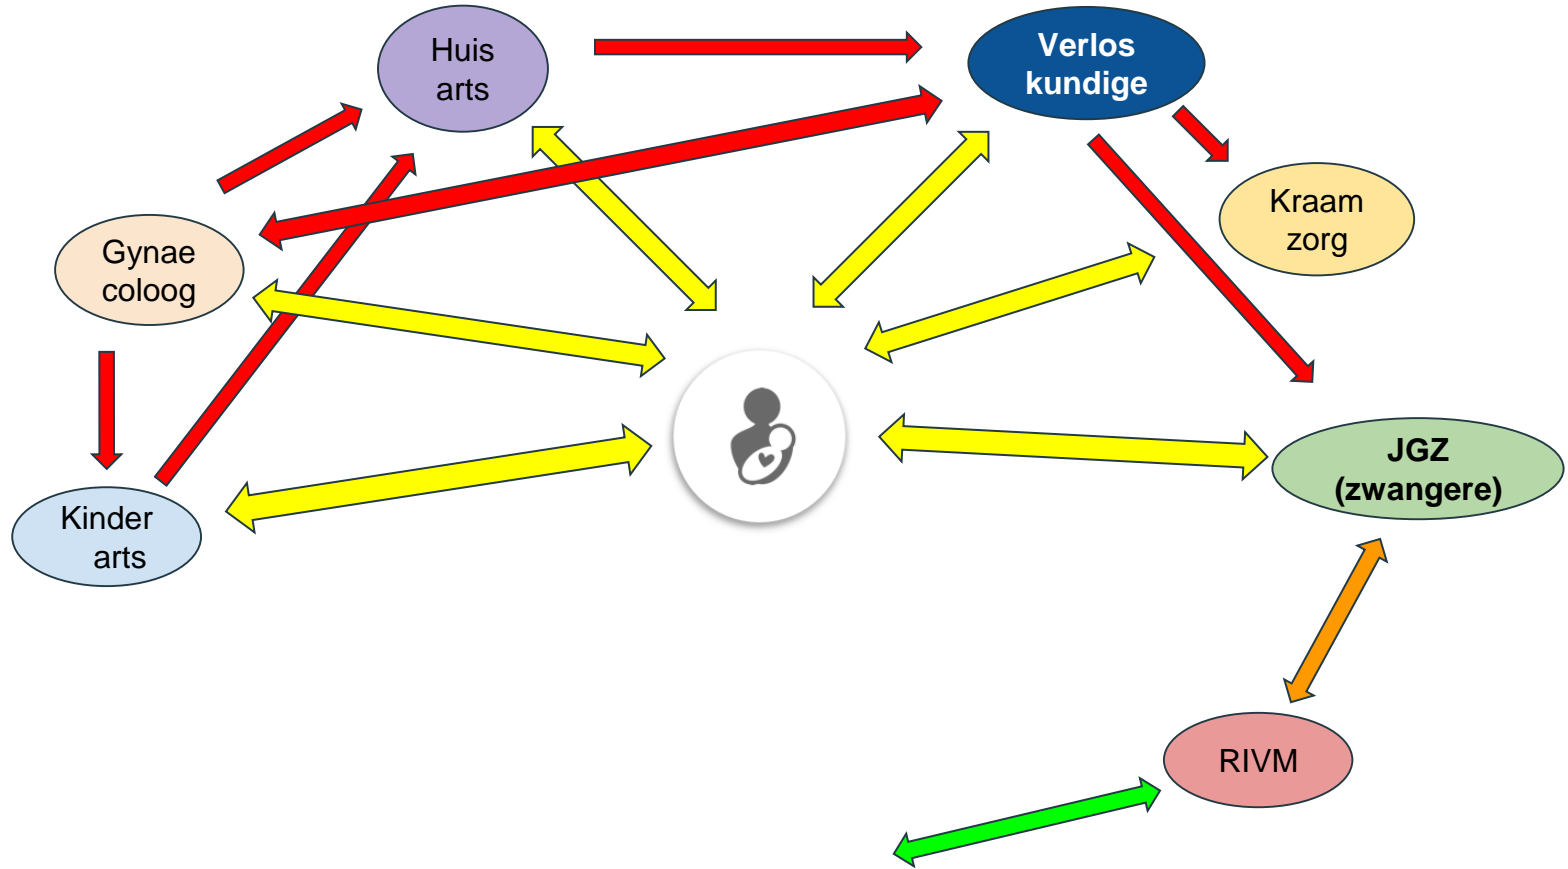 Huis
arts
Verlos
kundige
Kraam
zorg
Gynae
coloog
Kinder
arts
JGZ
(zwangere)
RIVM